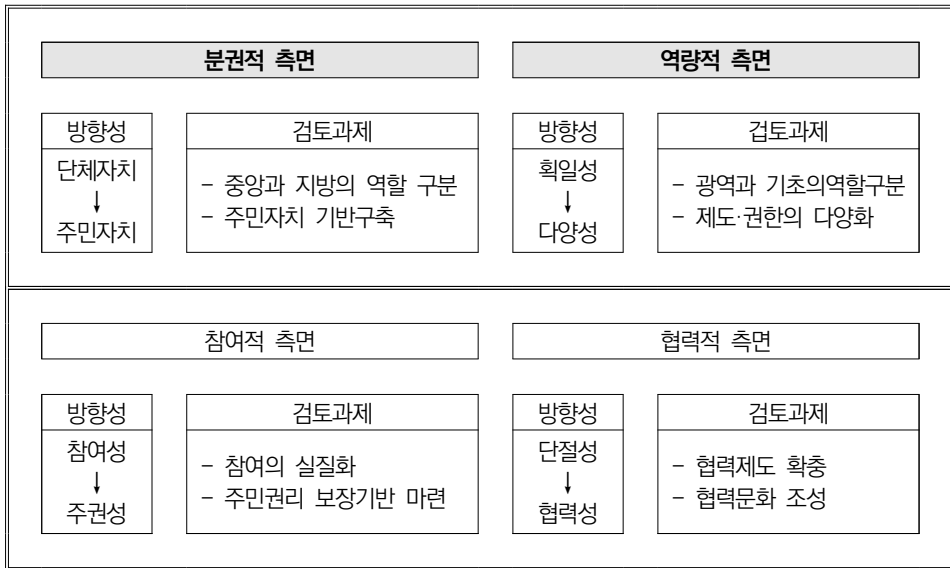 분권적 측면
방향성
단체자치
↓
주민자치
검토과제
- 중앙과 지방의 역할 구분
- 주민자치 기반구축
역량적 측면
방향성
획일성
↓
다양성
겁토과제
- 광역과 기초의역할구분
- 제도·권한의 다양화
참여적 측면
방향성
참여성
↓
주권성
검토과제
- 참여의 실질화
- 주민권리 보장기반 마련
협력적 측면
방향성
단절성
↓
협력성
검토과제
- 협력제도 확충
- 협력문화 조성